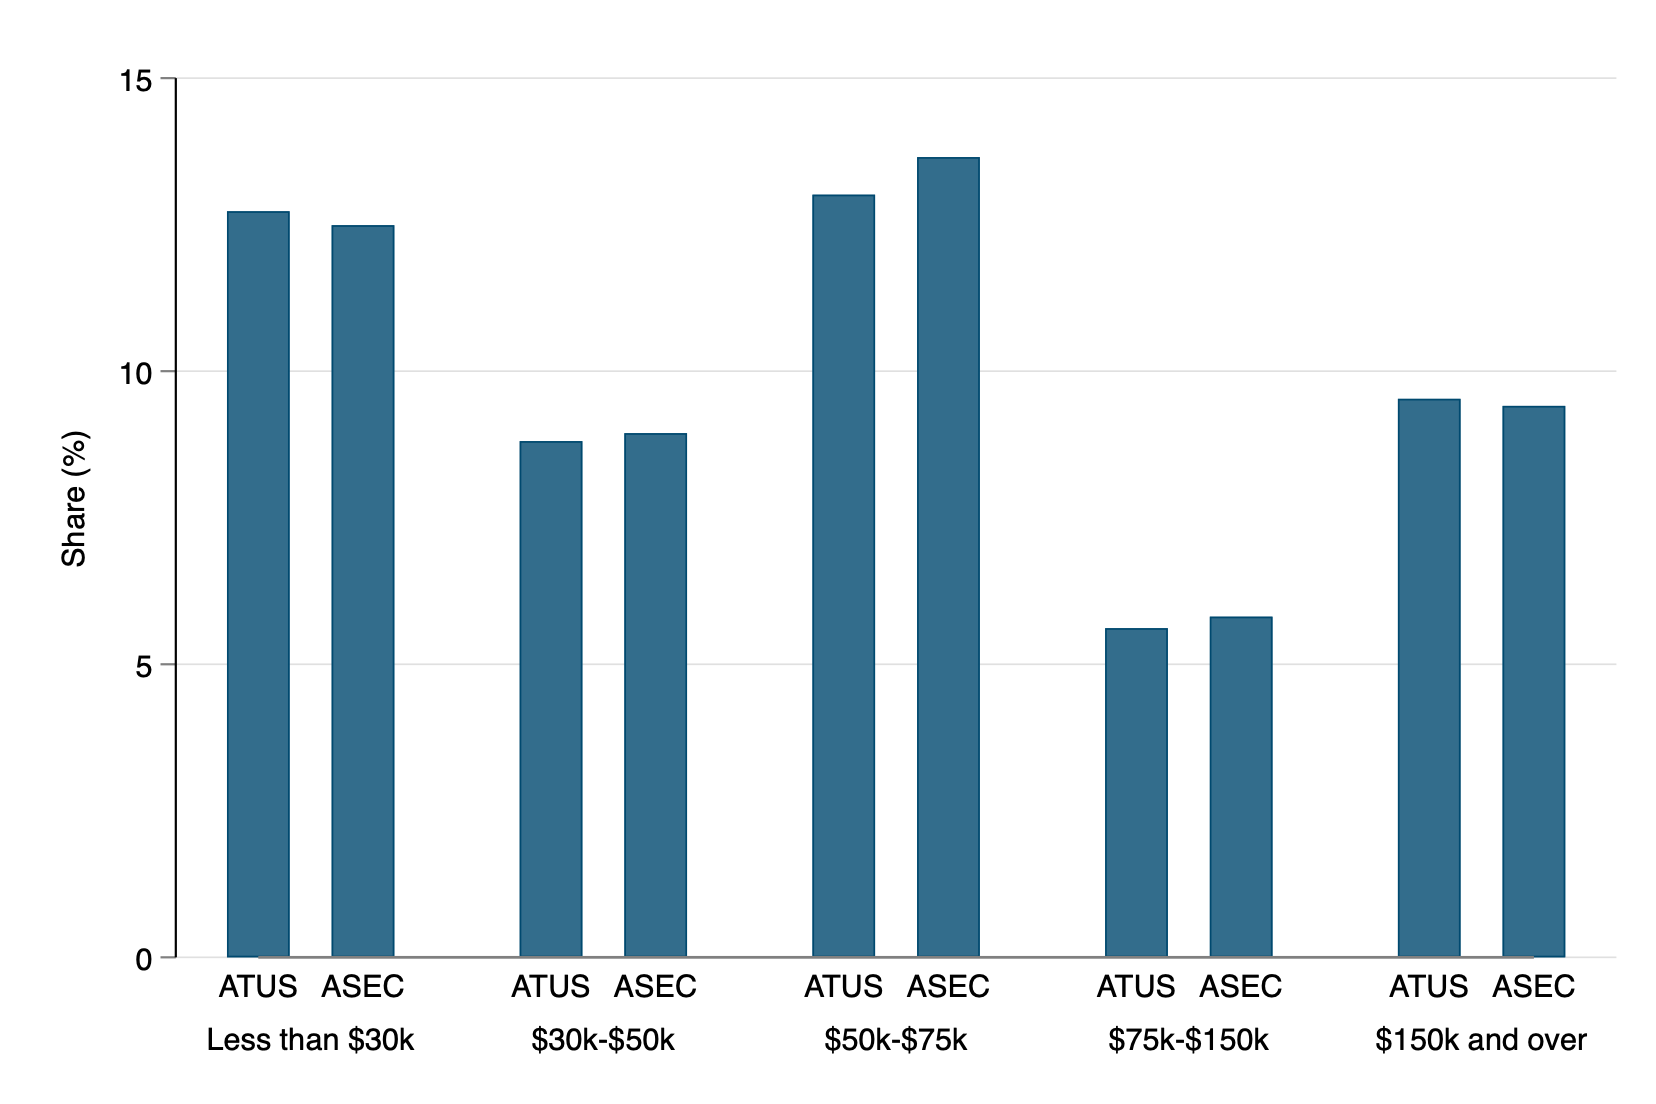 15
10
5
0
Share (%)
ATUS ASEC ATUS ASEC ATUS ASEC ATUS ASEC ATUS ASEC
Less than $30k $30k-$50k $50k-$75k $75k-$150k $150k and over